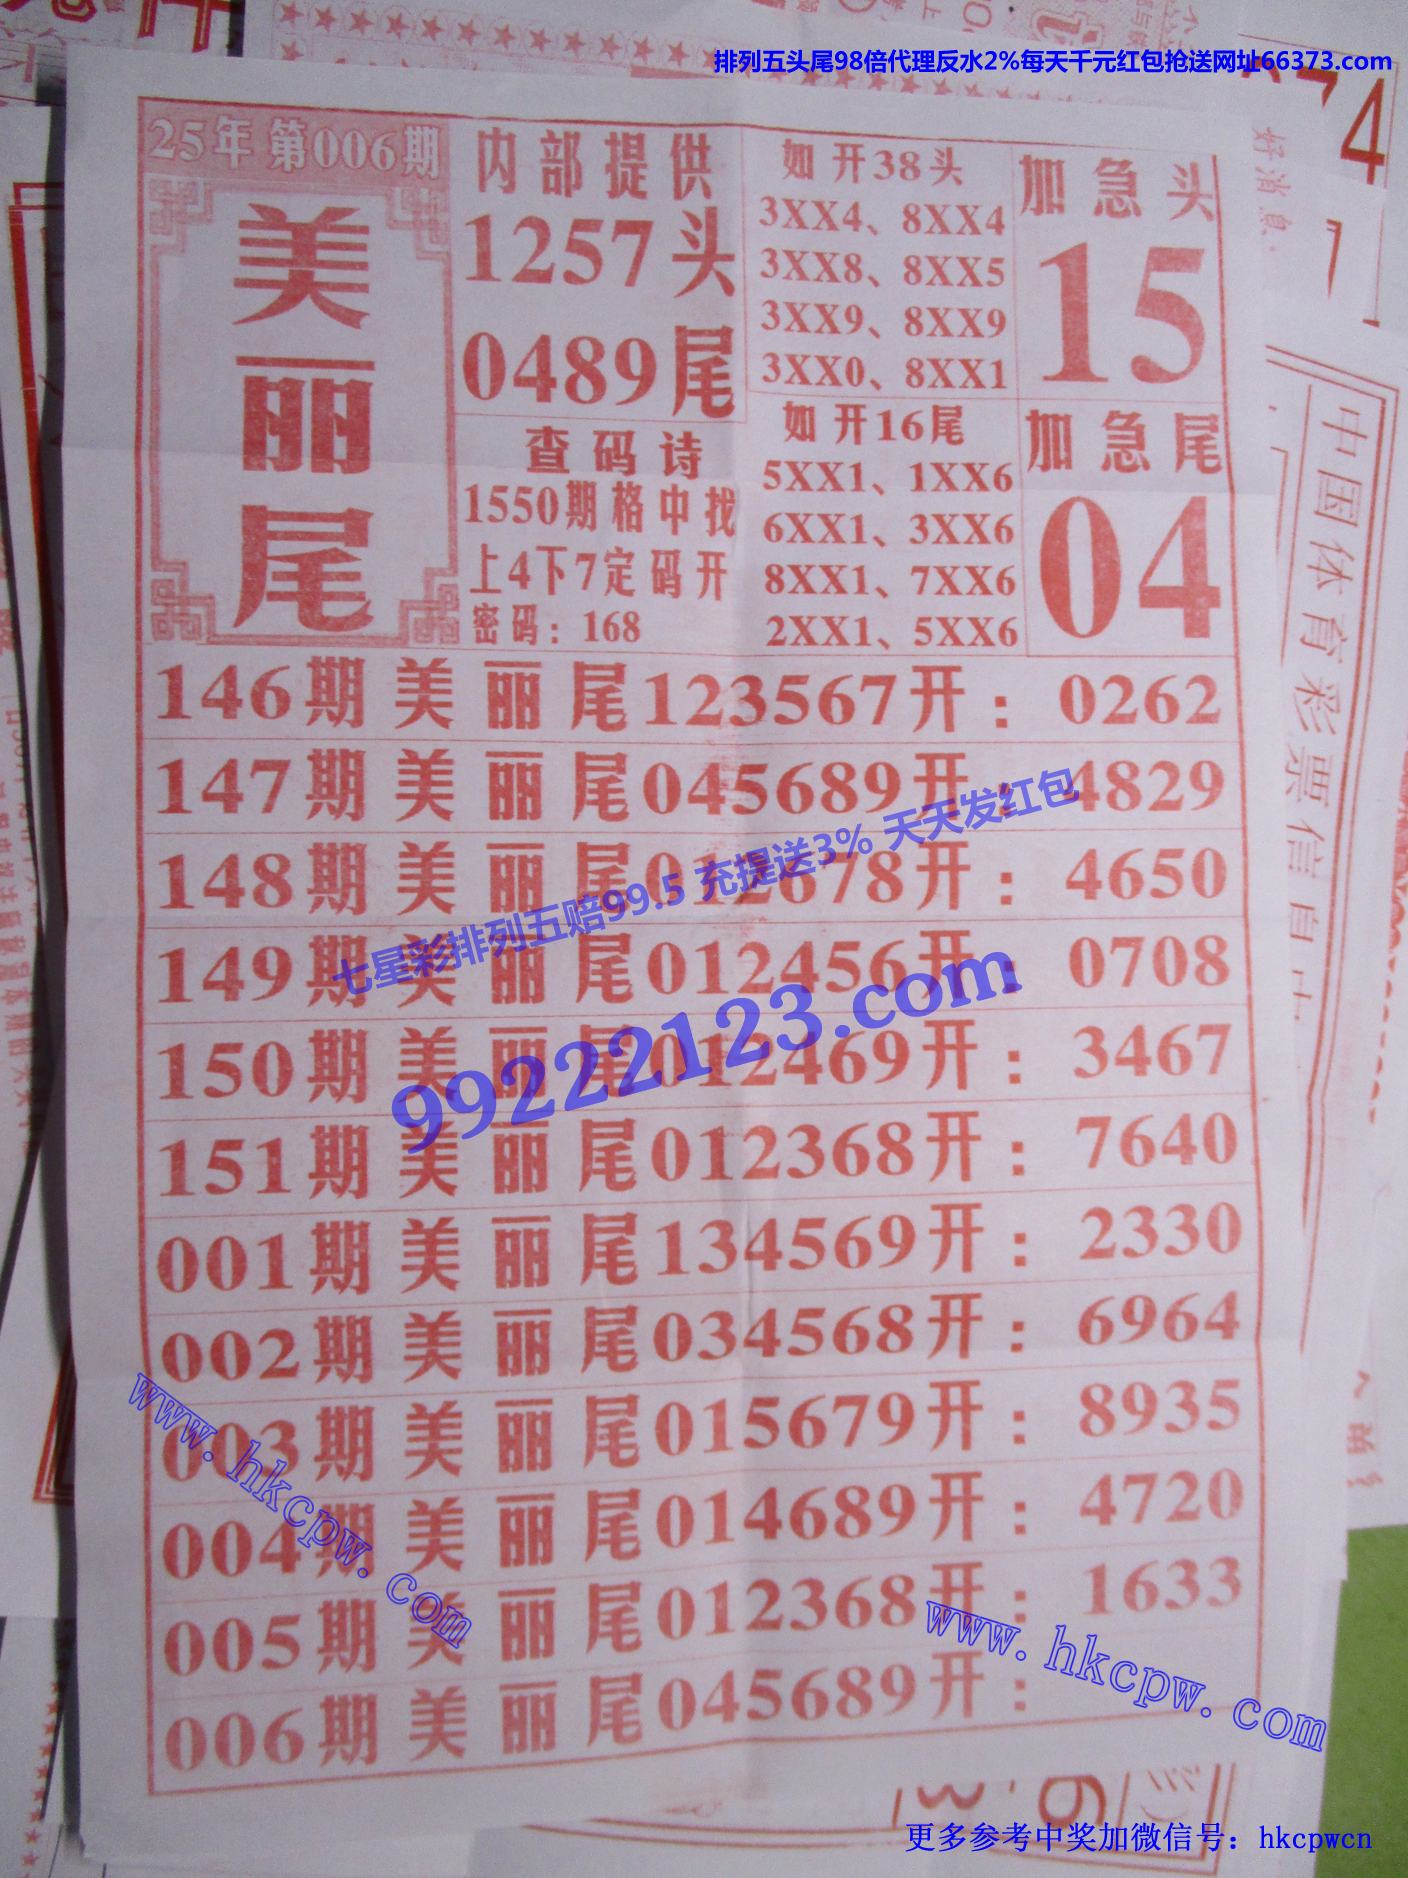 排列五头尾98倍代理反水2%每天千元红包抢送网址66373.com
25年 第006期
美丽尾
内部提供
1257头
0489尾
查码诗
1550期格中找
上4下7定码开
密码：168
如开38头
3XX4、8XX4
3XX8、8XX5
3XX9、8XX9
3XX0、8XX1
如开16尾
5XX1、1XX6
6XX1、3XX6
8XX1、7XX6
2XX1、5XX6
加急头
15
加急尾
04
146期美丽尾123567开：0262
147期美丽尾045689开：4829
148期美丽尾012678开：4650
149期美丽尾012456开：0708
150期美丽尾012469开：3467
151期美丽尾012368开：7640
001期美丽尾134569开：2330
002期美丽尾034568开：6964
003期美丽尾015679开：8935
004期美丽尾014689开：4720
005期美丽尾012368开：1633
006期美丽尾045689开：
七星彩排列五赔99.5 充提送3% 天天发红包
99222123.com
www.hkcpw.com
www.hkcpw.com
好消息
中国体育彩票信息
更多参考中奖加微信号：hkcpwcn